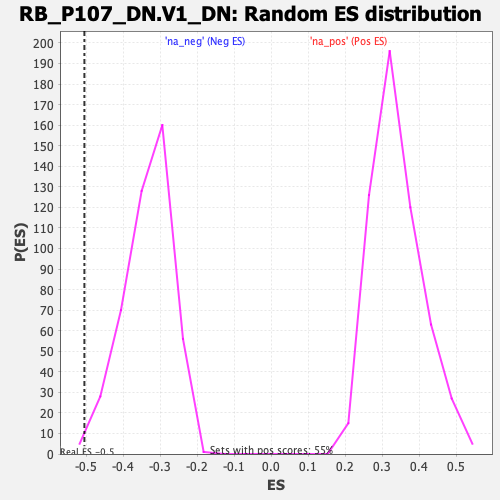 RB_P107_DN.V1_DN: Random ES distribution
'na_neg' (Neg ES)
'na_pos' (Pos ES)
200
190
180
170
160
150
140
130
120
110
100
90
80
70
60
50
40
30
20
10
0
P(ES)
Real ES -0.5
Sets with pos scores: 55%
-0.5 -0.4 -0.3 -0.2 -0.1 0.0 0.1 0.2 0.3 0.4 0.5
ES